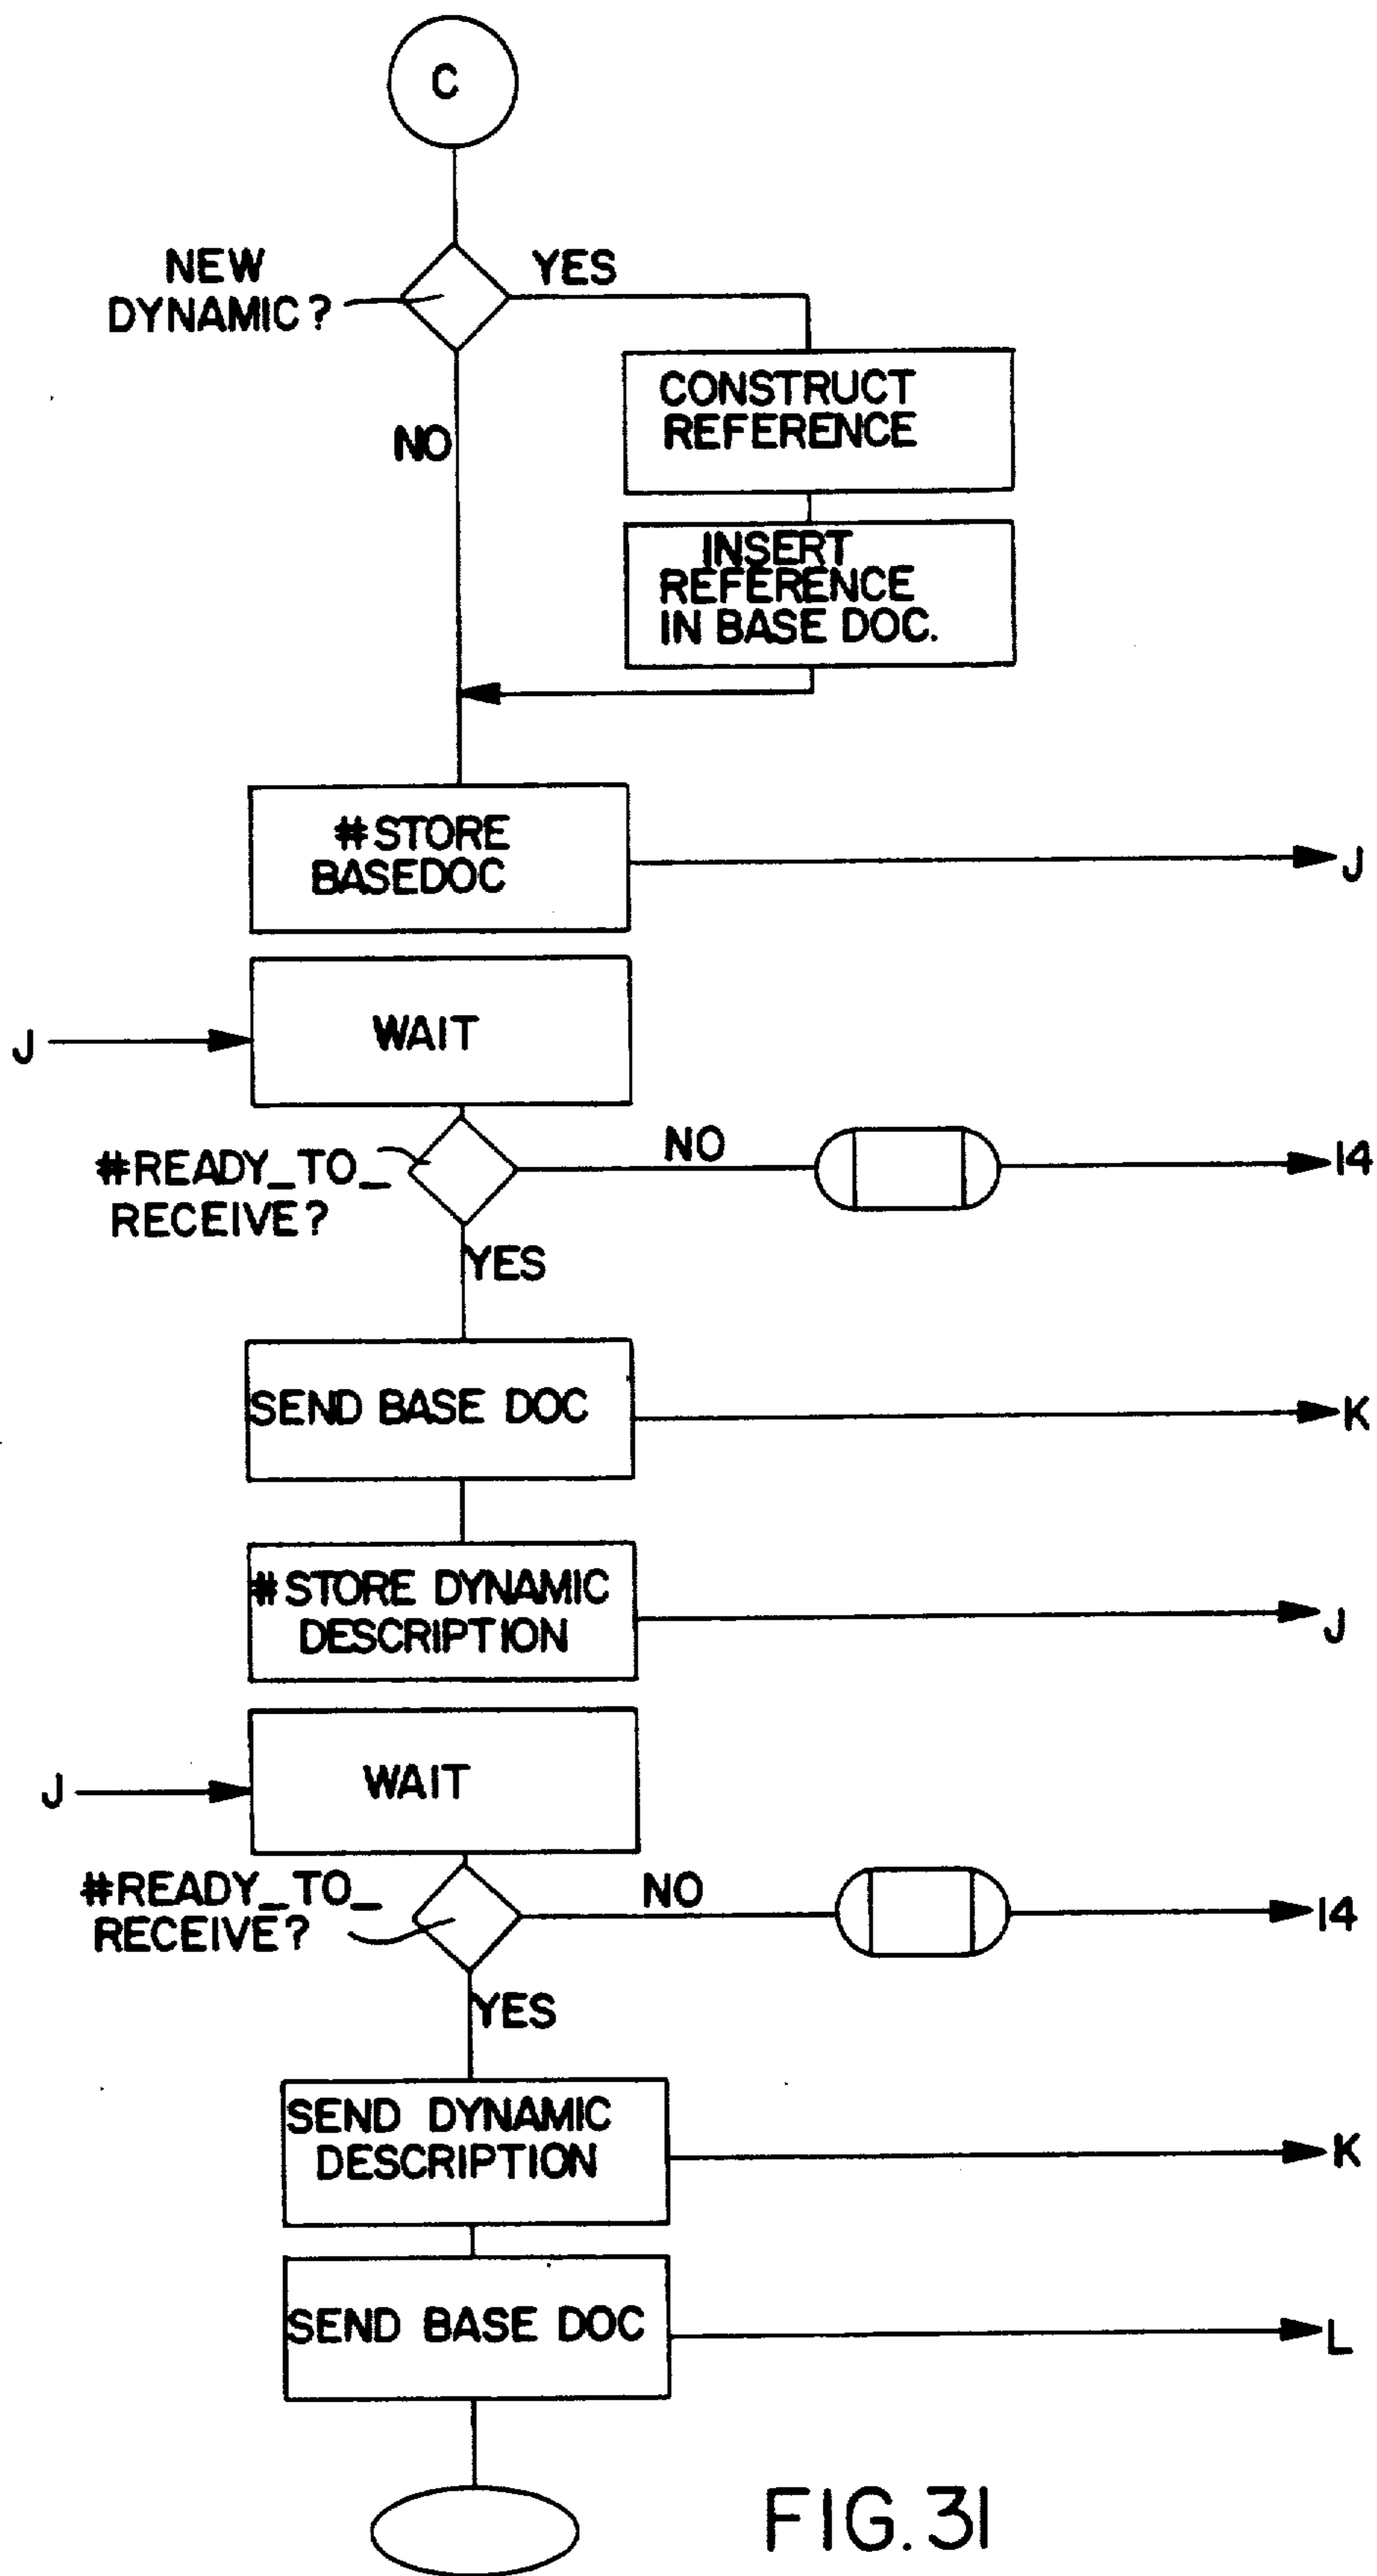 C
NEW
DYNAMIC?
YES
CONSTRUCT
REFERENCE
NO
INSERT
REFERENCE
IN BASE DOC.
#STORE
BASEDOC
J
WAIT
J
#READY_TO_
RECEIVE?
NO
14
YES
SEND BASE DOC
K
#STORE DYNAMIC
DESCRIPTION
J
WAIT
J
#READY_TO_
RECEIVE?
NO
14
YES
SEND DYNAMIC
DESCRIPTION
K
SEND BASE DOC
L
FIG. 31